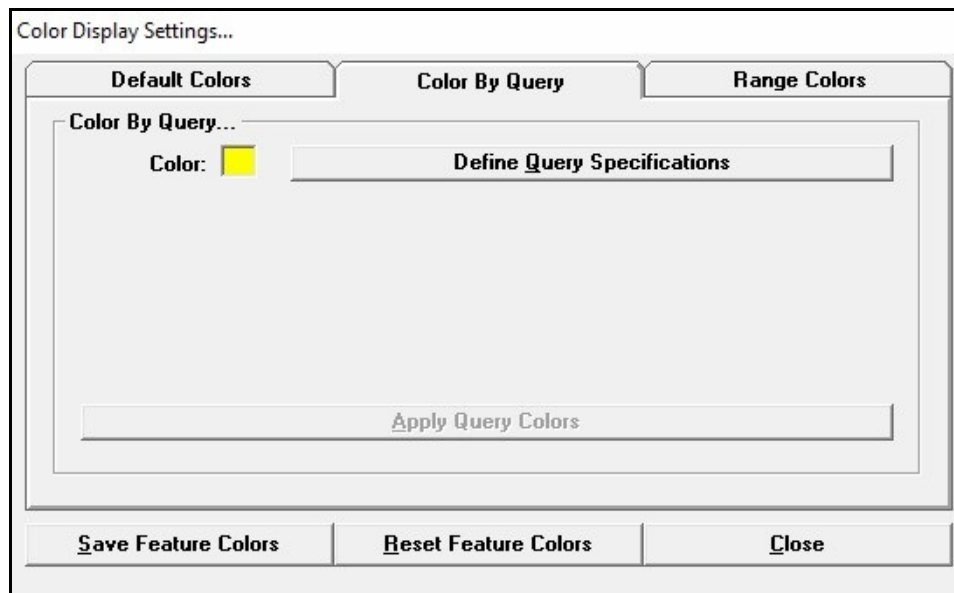 Color Display Settings...
Default Colors
Color By Query
Range Colors
Color By Query...
Color:
Define Query Specifications
Apply Query Colors
Save Feature Colors
Reset Feature Colors
Close